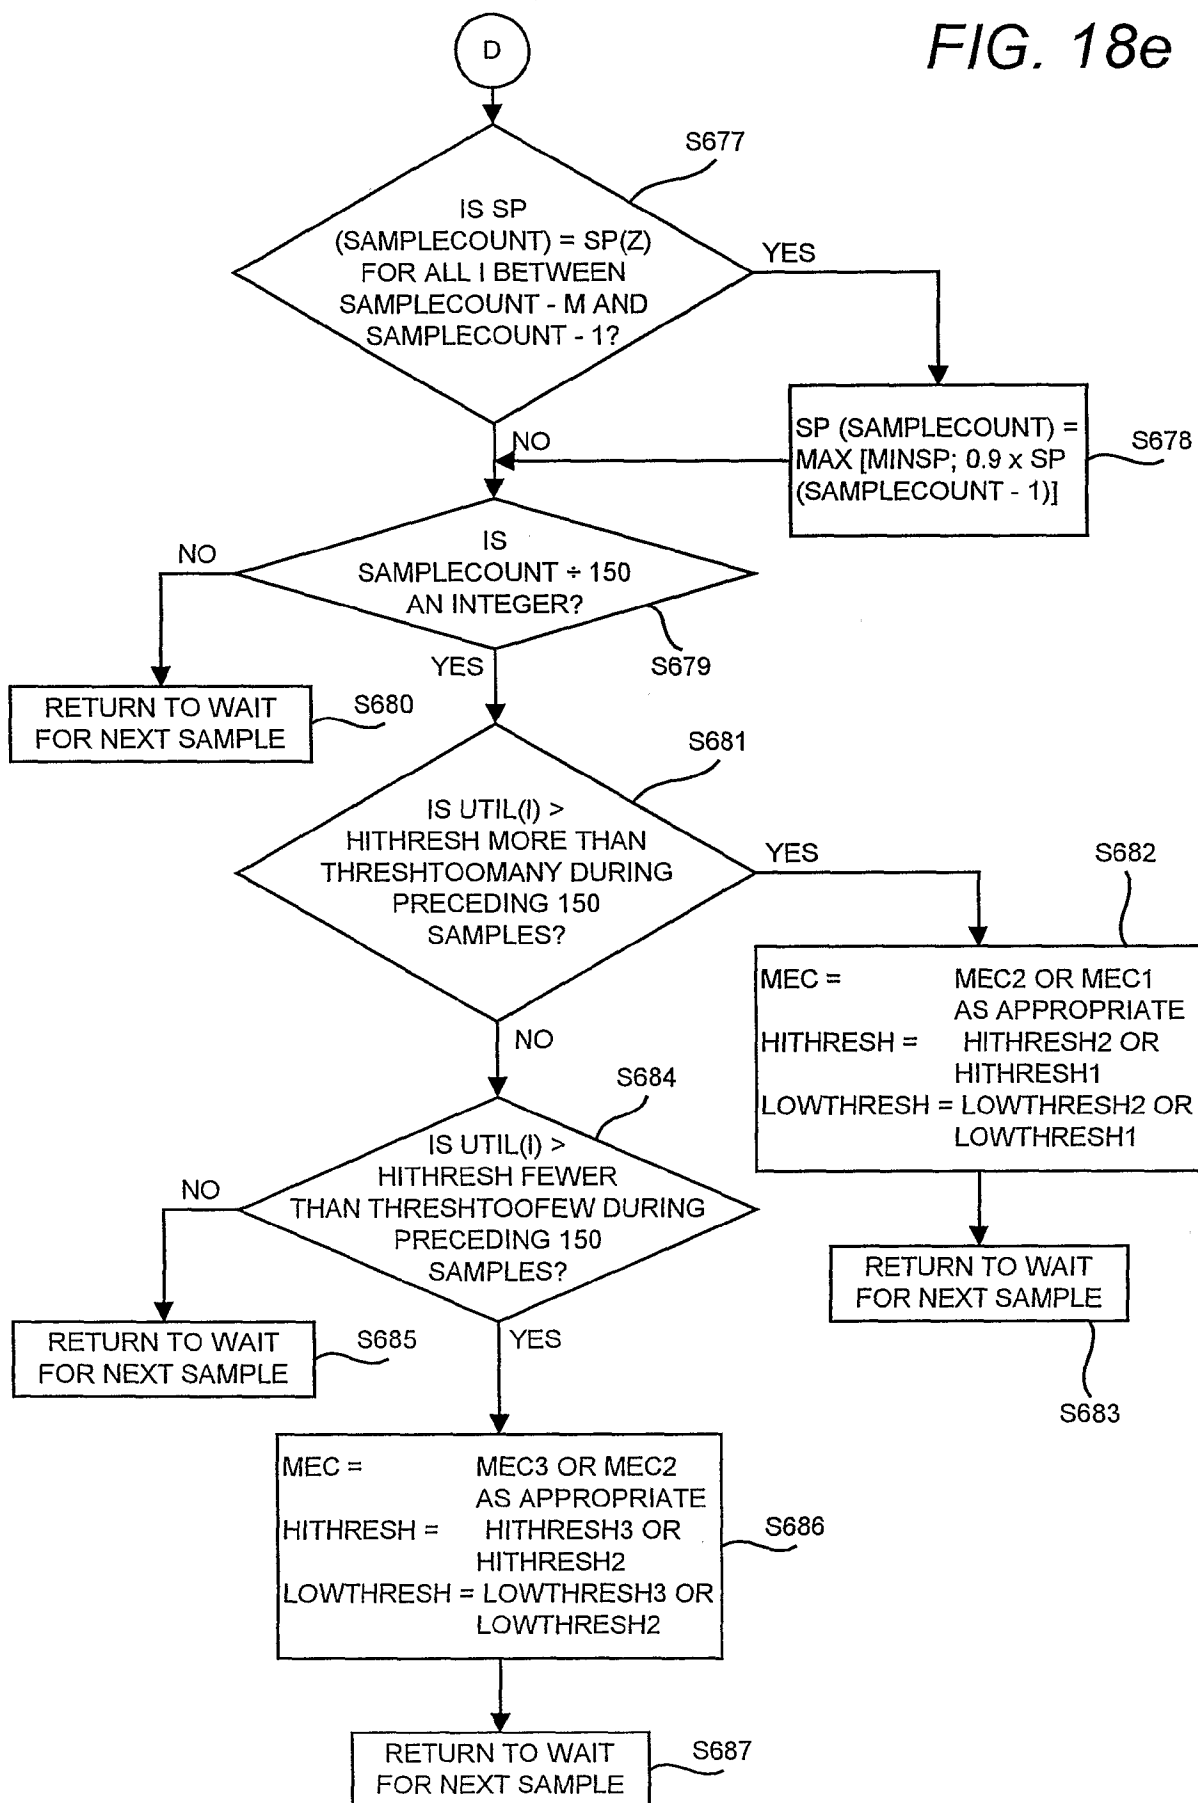 FIG. 18e
D
S677
IS SP
(SAMPLECOUNT) = SP(Z)
FOR ALL I BETWEEN
SAMPLECOUNT - M AND
SAMPLECOUNT - 1?
YES
NO
SP (SAMPLECOUNT) =
MAX [MINSP; 0.9 x SP
(SAMPLECOUNT - 1)]
S678
IS
SAMPLECOUNT ÷ 150
AN INTEGER?
NO
YES
S679
RETURN TO WAIT
FOR NEXT SAMPLE
S680
S681
IS UTIL(I) >
HITHRESH MORE THAN
THRESHTOOMANY DURING
PRECEDING 150
SAMPLES?
YES
NO
S682
MEC = MEC2 OR MEC1
AS APPROPRIATE
HITHRESH = HITHRESH2 OR
HITHRESH1
LOWTHRESH = LOWTHRESH2 OR
LOWTHRESH1
RETURN TO WAIT
FOR NEXT SAMPLE
S683
S684
IS UTIL(I) >
HITHRESH FEWER
THAN THRESHTOOFEW DURING
PRECEDING 150
SAMPLES?
NO
YES
RETURN TO WAIT
FOR NEXT SAMPLE
S685
MEC = MEC3 OR MEC2
AS APPROPRIATE
HITHRESH = HITHRESH3 OR
HITHRESH2
LOWTHRESH = LOWTHRESH3 OR
LOWTHRESH2
S686
RETURN TO WAIT
FOR NEXT SAMPLE
S687